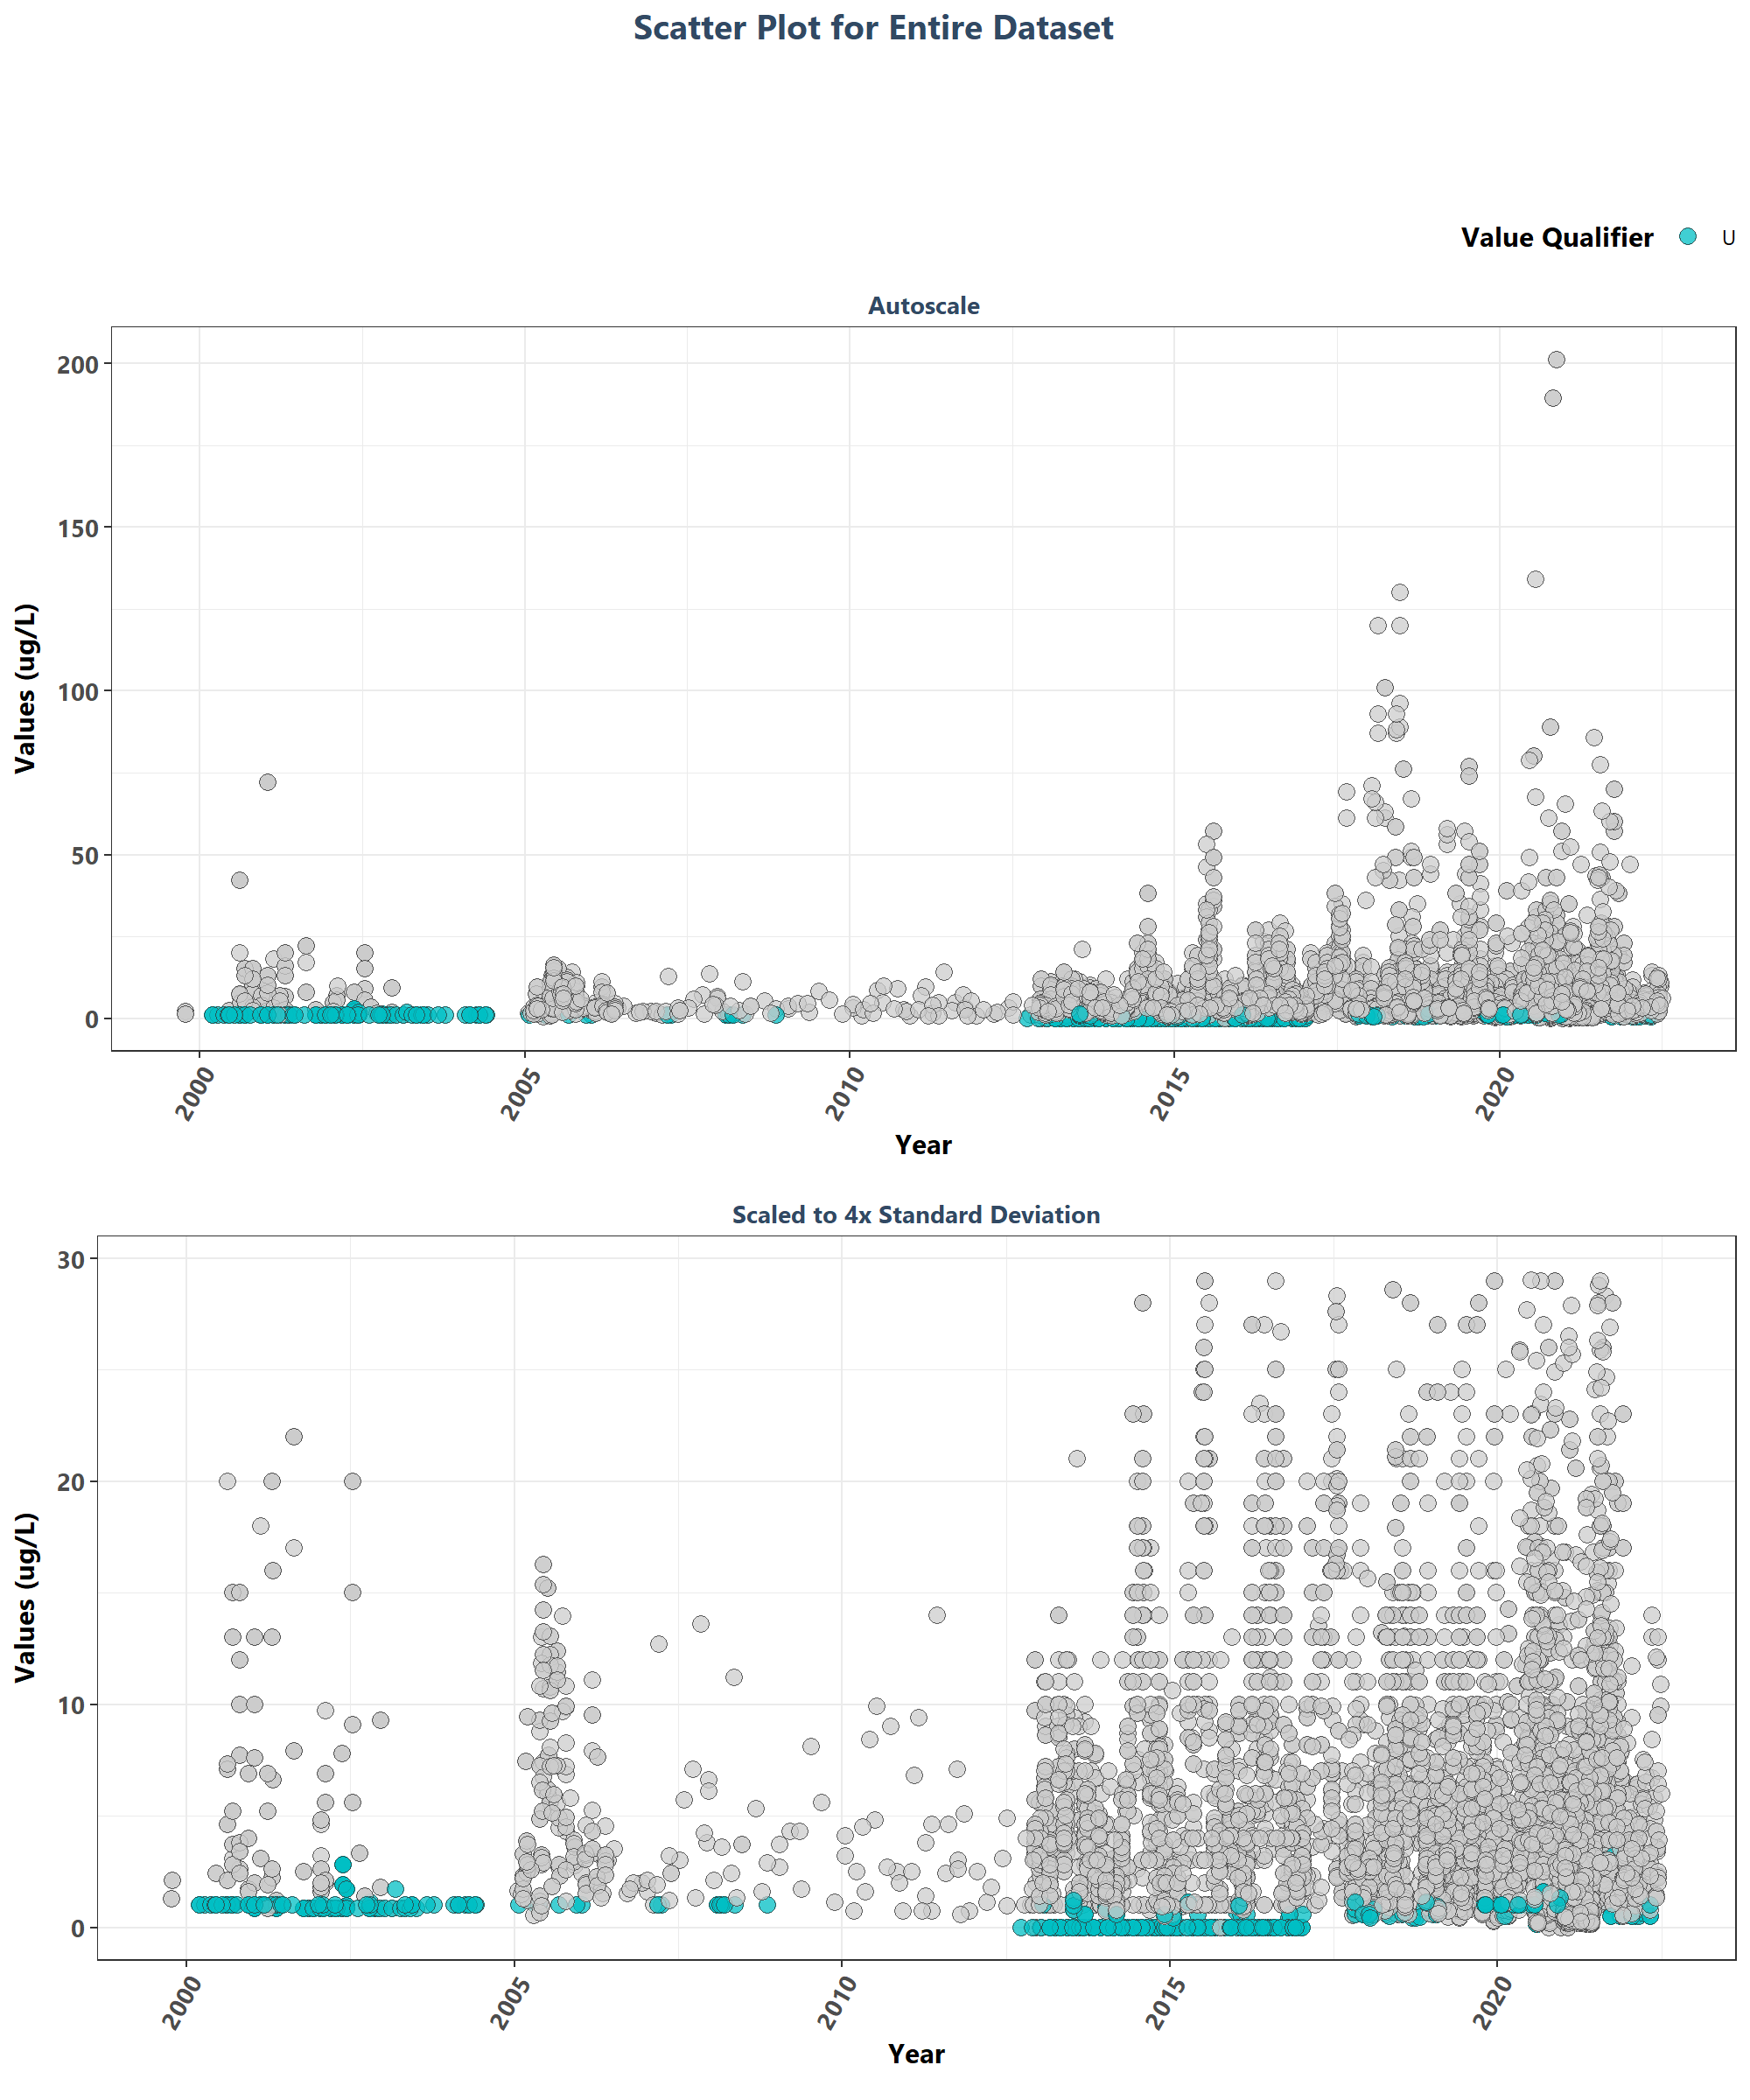 Scatter Plot for Entire Dataset
Value Qualifier U
Autoscale
Values (ug/L)
200
150
100
50
0
2000 2005 2010 2015 2020
Year
Scaled to 4x Standard Deviation
Values (ug/L)
30
20
10
0
2000 2005 2010 2015 2020
Year